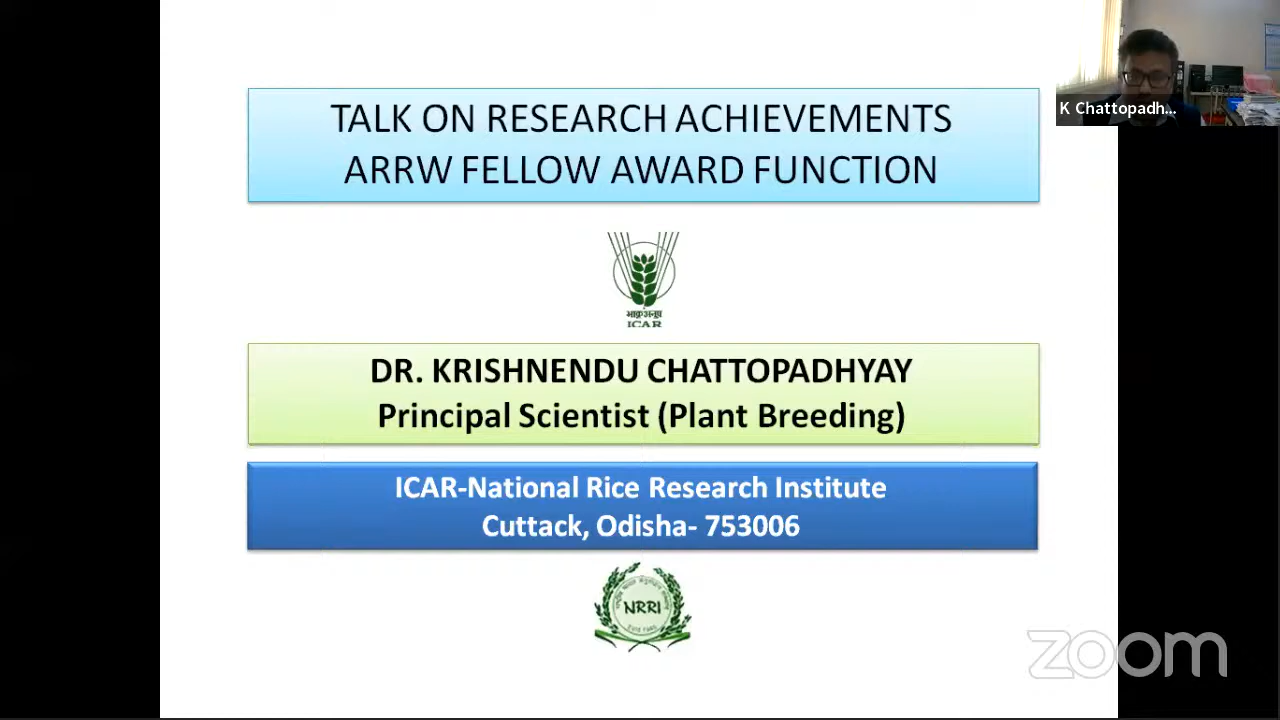 TALK ON RESEARCH ACHIEVEMENTS
ARRW FELLOW AWARD FUNCTION
K Chattopadh...
भाकृअनुप
ICAR
DR. KRISHNENDU CHATTOPADHYAY
Principal Scientist (Plant Breeding)
ICAR-National Rice Research Institute
Cuttack, Odisha- 753006
NRRI
zoom